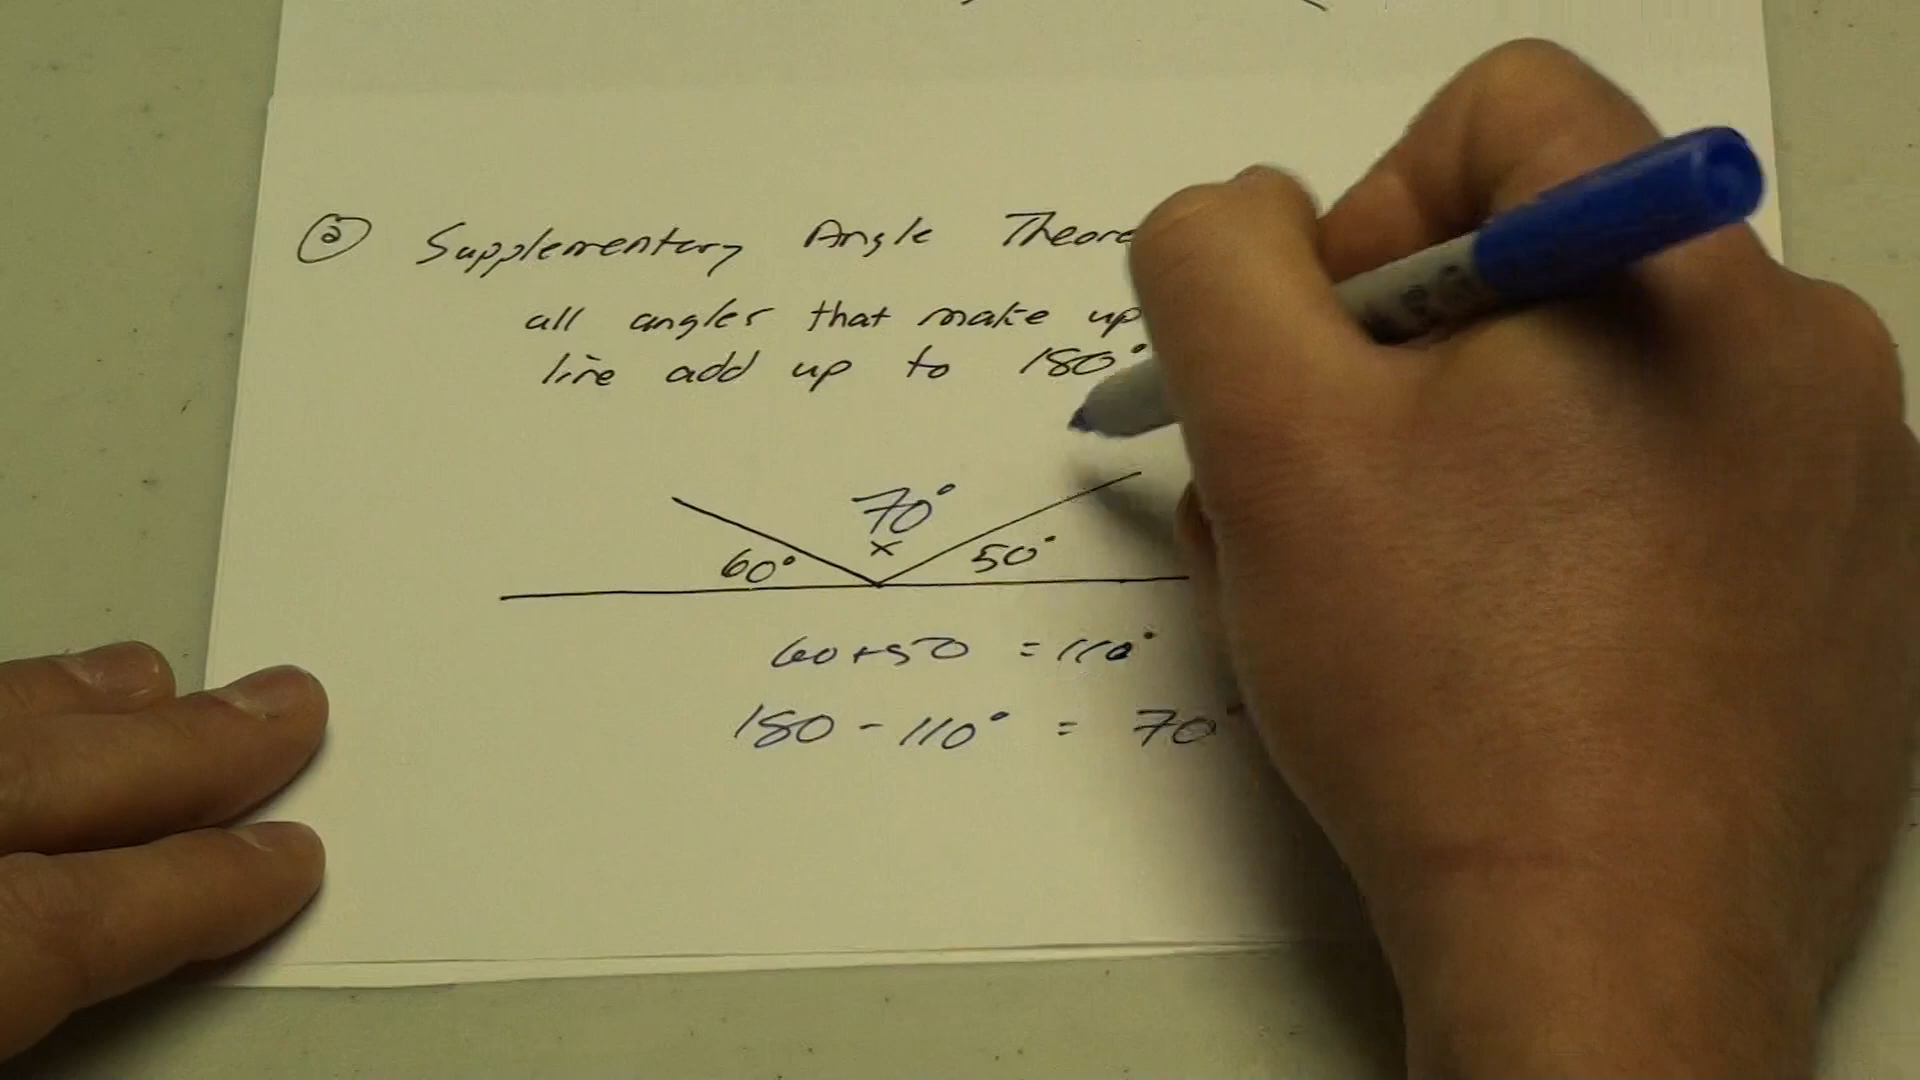 ② Supplementary Angle Theore
all angles that make up
line add up to 180°
70°
60° x 50°
60+50 = 110°
180 - 110° = 70°